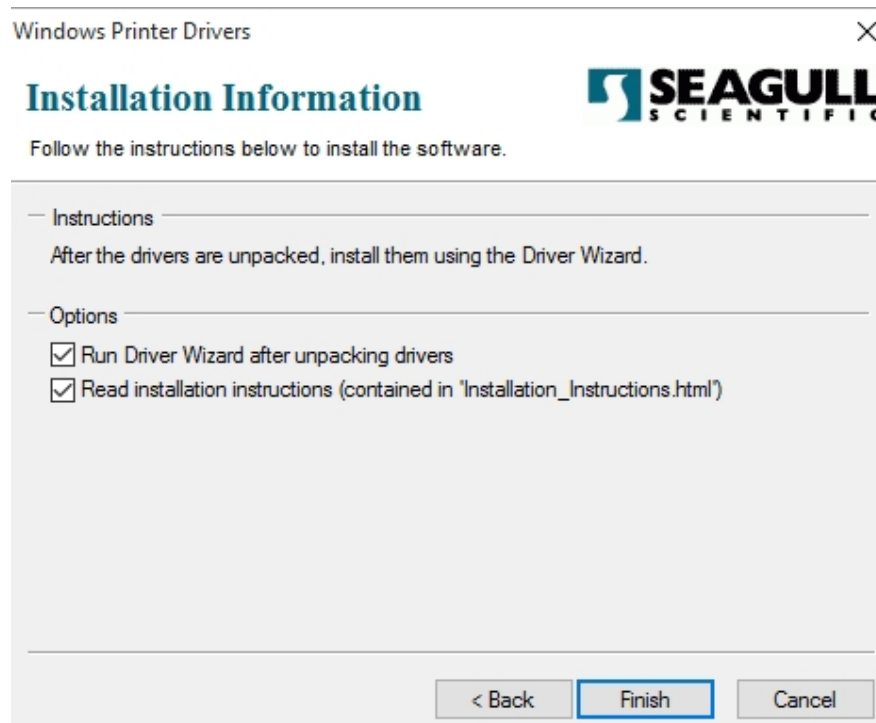 Windows Printer Drivers
Installation Information
SEAGULL
SCIENTIFIC
Follow the instructions below to install the software.
Instructions
After the drivers are unpacked, install them using the Driver Wizard.
Options
Run Driver Wizard after unpacking drivers
Read installation instructions (contained in 'Installation_Instructions.html')
< Back Finish Cancel